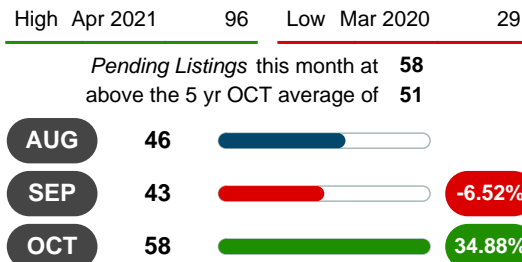 High Apr 2021 96 Low Mar 2020 29
Pending Listings this month at 58
above the 5 yr OCT average of 51
AUG 46
SEP 43 -6.52%
OCT 58 34.88%